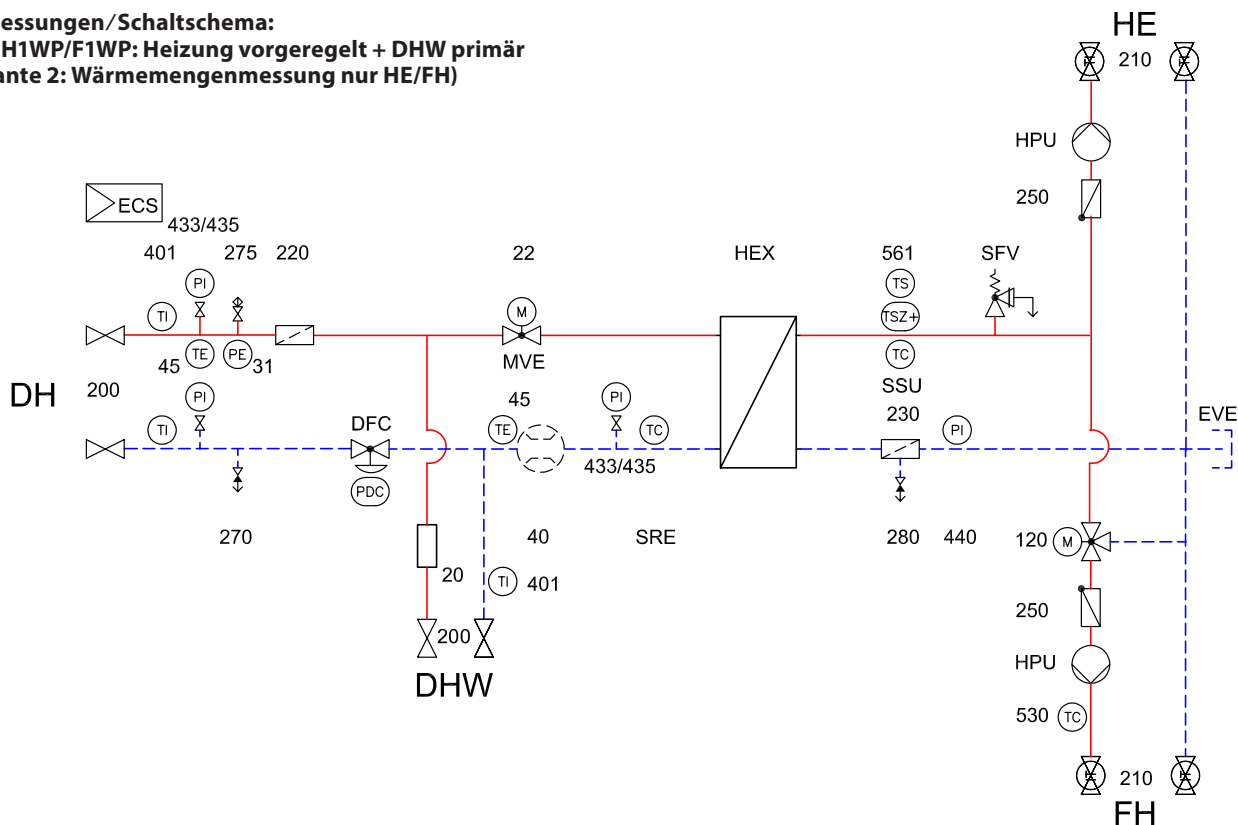 essungen/Schaltschema:
H1WP/F1WP: Heizung vorgeregelt + DHW primär
ante 2: Wärmemengenmessung nur HE/FH)
HE
210
HPU
250
ECS
433/435
401 275 220 22 HEX 561 SFV
PI TS
TI M TSZ+
45 TE PE 31 MVE TC
DH 200 PI 45 PI SSU
230 EVE
TI DFC TE TC PI
433/435
PDC
270 40 SRE 280 440 120 M
20 TI 401
250
200
DHW
HPU
530 TC
210
FH